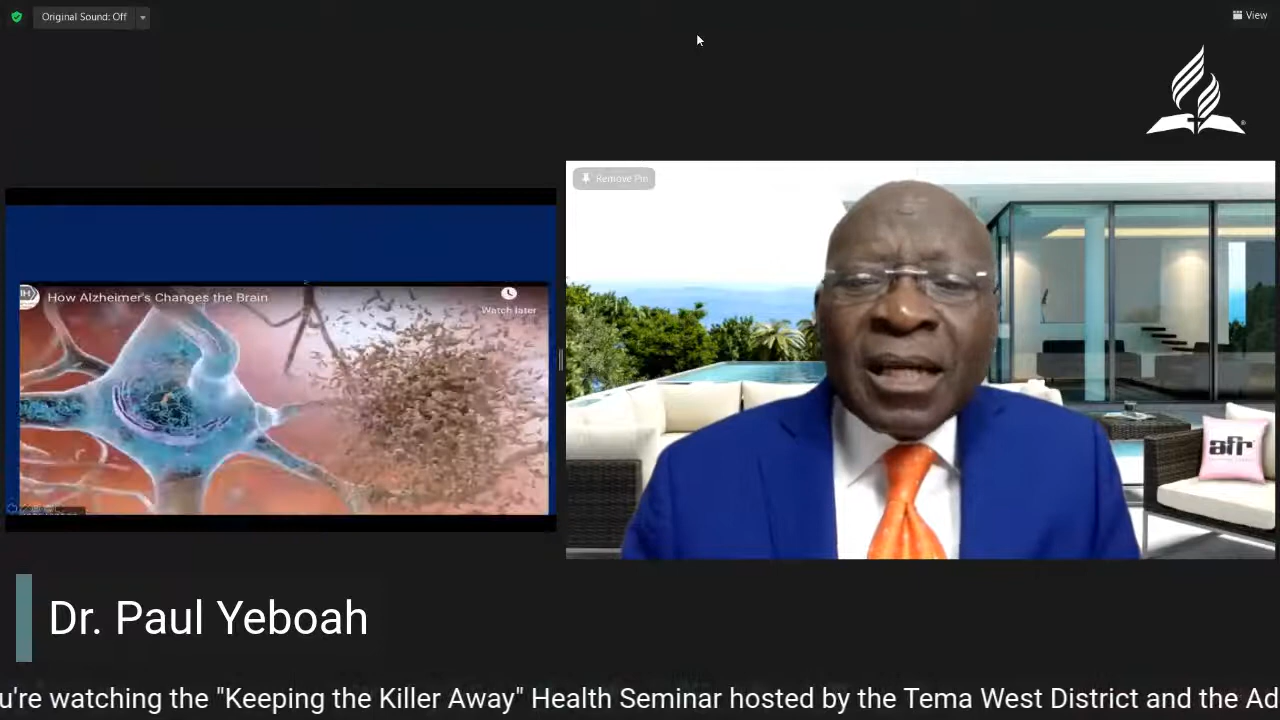 Original Sound: Off
View
Remove Pin
How Alzheimer's Changes the Brain
Watch later
afr
Dr. Paul Yeboah
u're watching the "Keeping the Killer Away" Health Seminar hosted by the Tema West District and the Ad